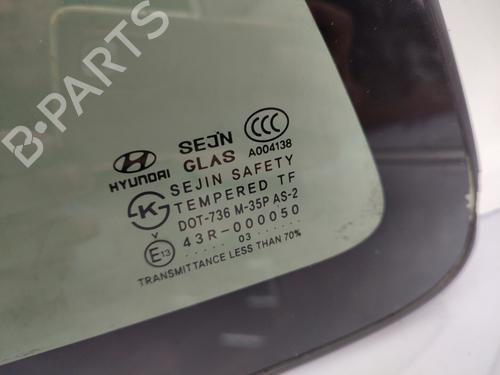 B-PARTS
HYUNDAI SEJIN GLAS CCC A004138
SEJIN SAFETY
TEMPERED TF
DOT-736 M-35P AS-2
43R-000050
E13 ..... 03 .....
TRANSMITTANCE LESS THAN 70%